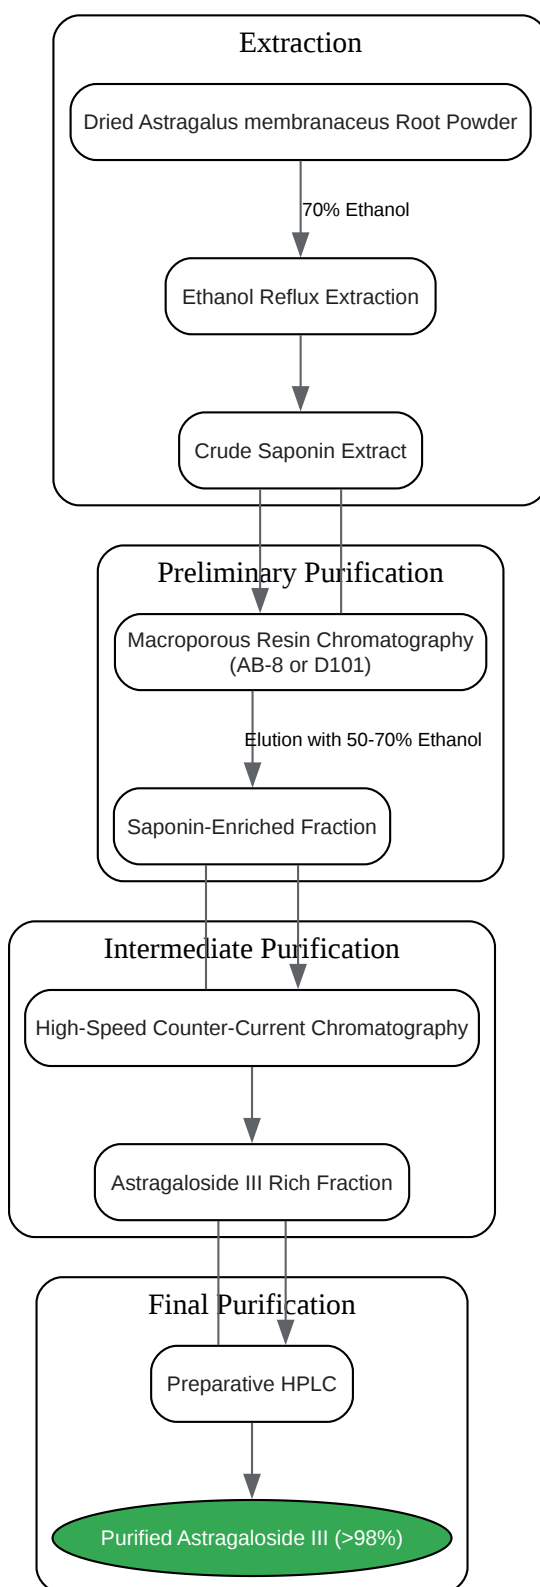 Extraction
Dried Astragalus membranaceus Root Powder
70% Ethanol
Ethanol Reflux Extraction
Crude Saponin Extract
Preliminary Purification
Macroporous Resin Chromatography
(AB-8 or D101)
Elution with 50-70% Ethanol
Saponin-Enriched Fraction
Intermediate Purification
High-Speed Counter-Current Chromatography
Astragaloside III Rich Fraction
Final Purification
Preparative HPLC
Purified Astragaloside III (>98%)